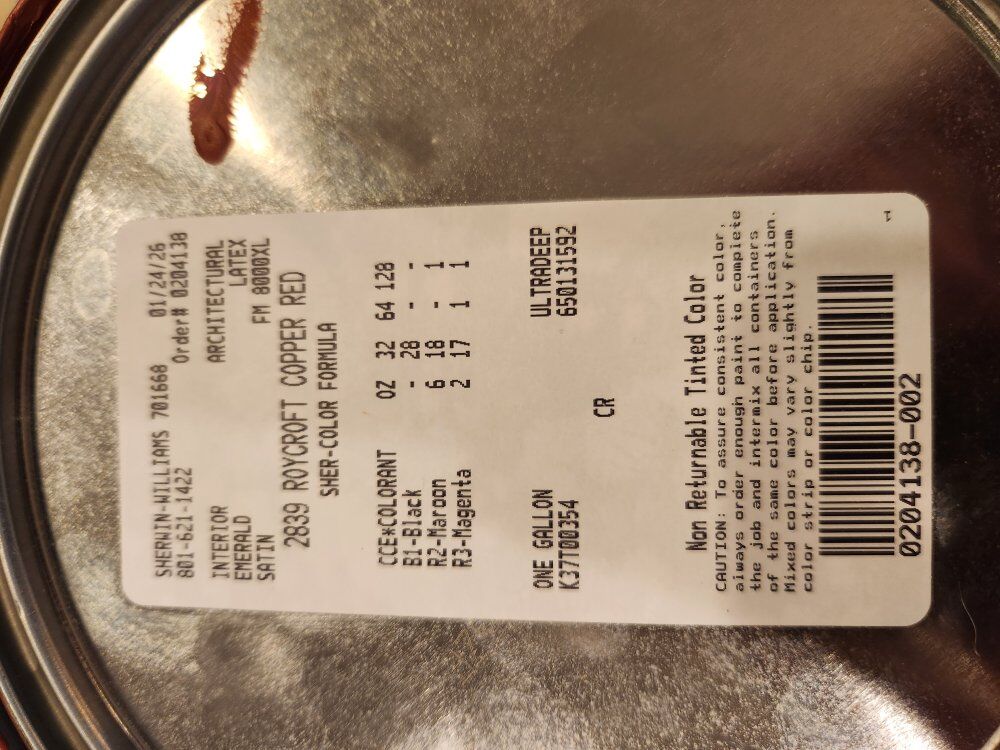 SHERWIN-WILLIAMS 701668 01/24/26
801-621-1422 Order# 0204138
INTERIOR ARCHITECTURAL
EMERALD LATEX
SATIN FM 8000XL
2839 ROYCROFT COPPER RED
SHER-COLOR FORMULA
CCE*COLORANT OZ 32 64 128
B1-Black - 28 - -
R2-Maroon 6 18 - 1
R3-Magenta 2 17 1 1
ONE GALLON ULTRADEEP
K37T00354 650131592
CR
Non Returnable Tinted Color
CAUTION: To assure consistent color,
always order enough paint to complete
the job and intermix all containers
of the same color before application.
Mixed colors may vary slightly from
color strip or color chip.
0204138-002